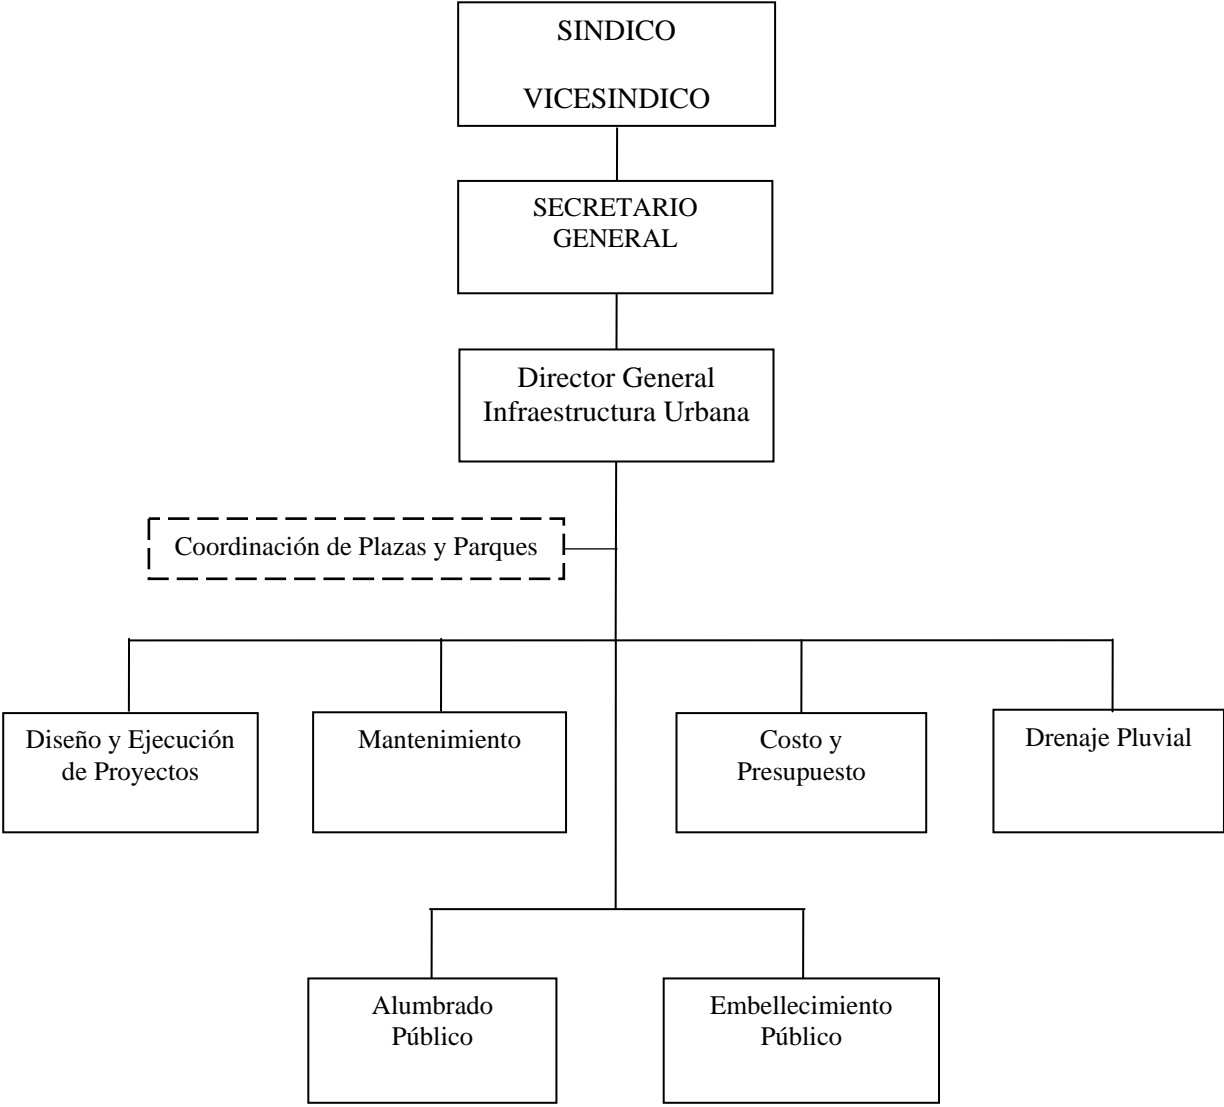 SINDICO
VICESINDICO
SECRETARIO
GENERAL
Director General
Infraestructura Urbana
Coordinación de Plazas y Parques
Diseño y Ejecución
de Proyectos
Mantenimiento
Costo y
Presupuesto
Drenaje Pluvial
Alumbrado
Público
Embellecimiento
Público